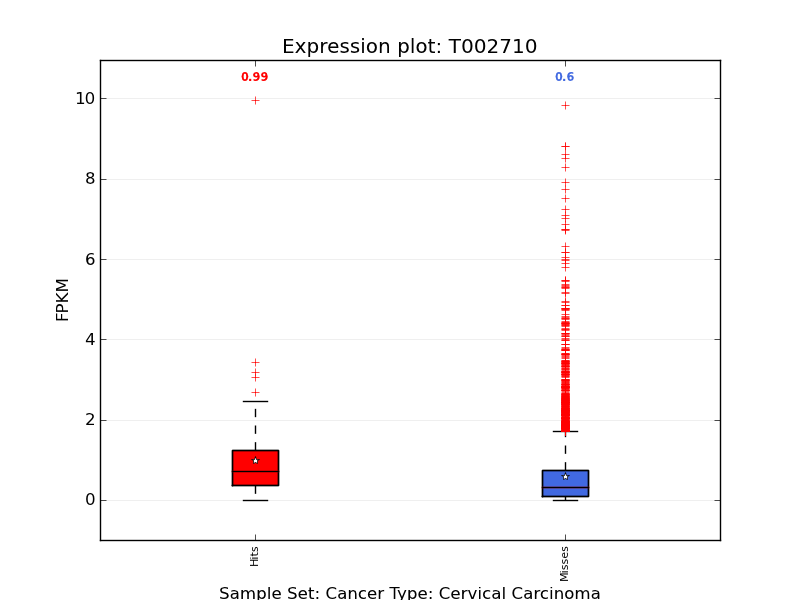 Expression plot: T002710
0.99
0.6
10
8
6
4
2
0
FPKM
Hits
Misses
Sample Set: Cancer Type: Cervical Carcinoma